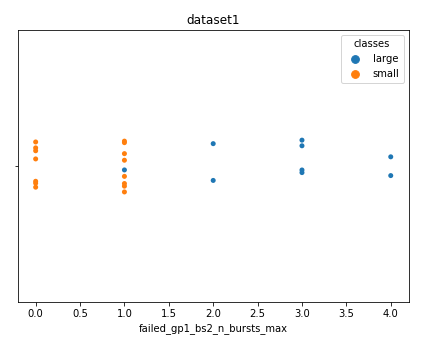 dataset1
classes
large
small
0.0 0.5 1.0 1.5 2.0 2.5 3.0 3.5 4.0
failed_gp1_bs2_n_bursts_max